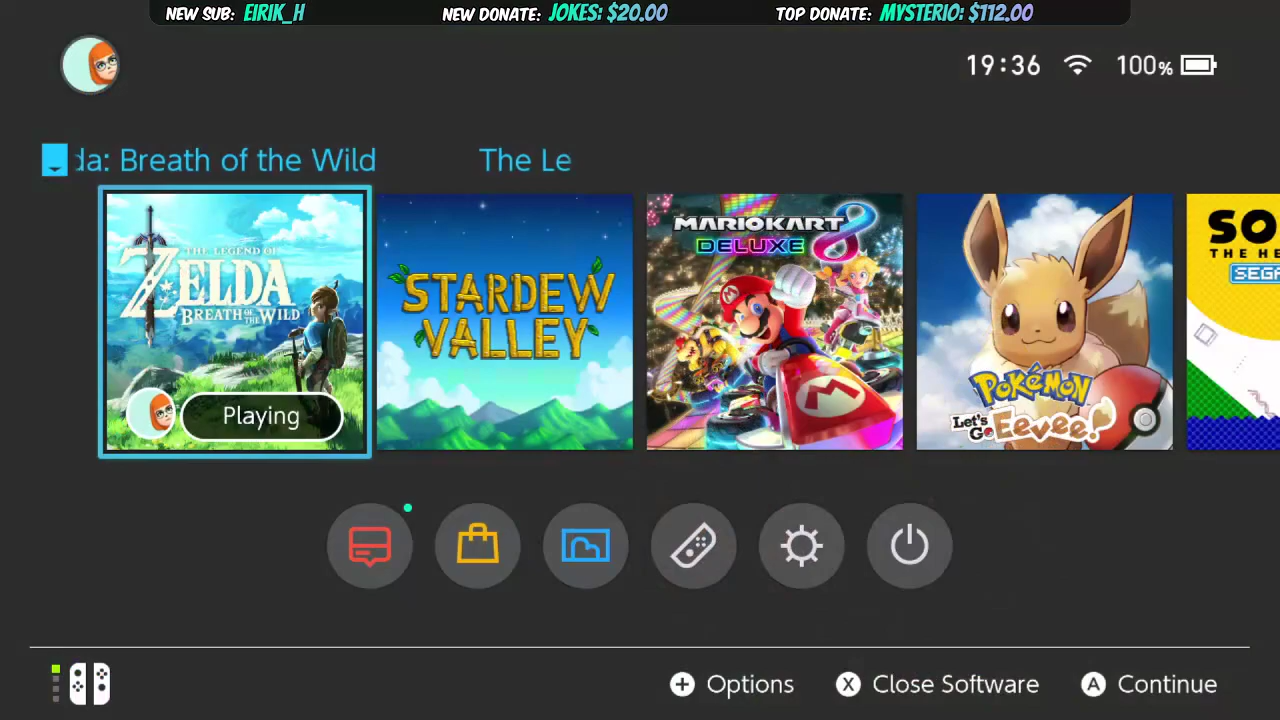 NEW SUB: EIRIK_H NEW DONATE: JOKES: $20.00 TOP DONATE: MYSTERIO: $112.00
19:36 100%
da: Breath of the Wild The Le
THE LEGEND OF
ZELDA
BREATH OF THE WILD
Playing
STARDEW
VALLEY
MARIOKART 8
DELUXE
M
POKÉMON
Let's Go Eevee!
SO
THE HE
SEGA
Options Close Software Continue